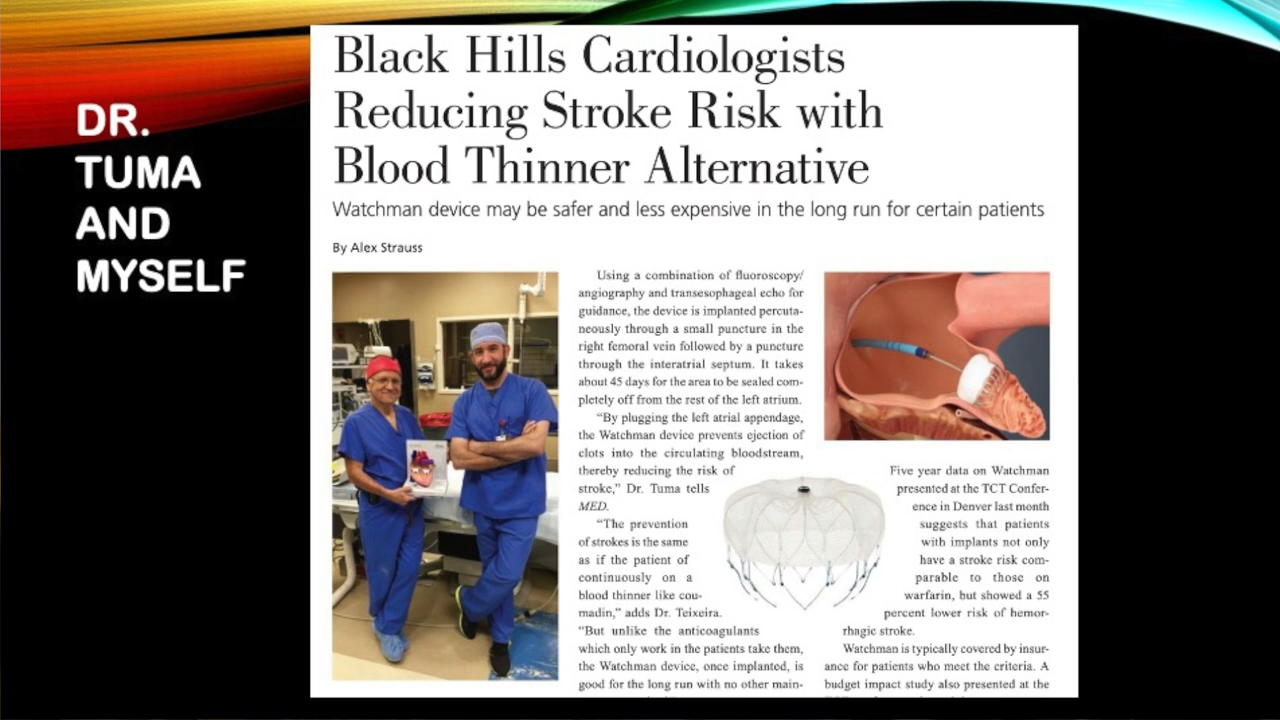 DR.
TUMA
AND
MYSELF
Black Hills Cardiologists
Reducing Stroke Risk with
Blood Thinner Alternative
Watchman device may be safer and less expensive in the long run for certain patients
By Alex Strauss
Using a combination of fluoroscopy/
angiography and transesophageal echo for
guidance, the device is implanted percuta-
neously through a small puncture in the
right femoral vein followed by a puncture
through the interatrial septum. It takes
about 45 days for the area to be sealed com-
pletely off from the rest of the left atrium.
“By plugging the left atrial appendage,
the Watchman device prevents ejection of
clots into the circulating bloodstream,
thereby reducing the risk of
stroke,” Dr. Tuma tells
MED.
“The prevention
of strokes is the same
as if the patient of
continuously on a
blood thinner like cou-
madin,” adds Dr. Teixeira.
“But unlike the anticoagulants
which only work in the patients take them,
the Watchman device, once implanted, is
good for the long run with no other main-
Five year data on Watchman
presented at the TCT Confer-
ence in Denver last month
suggests that patients
with implants not only
have a stroke risk com-
parable to those on
warfarin, but showed a 55
percent lower risk of hemor-
rhagic stroke.
Watchman is typically covered by insur-
ance for patients who meet the criteria. A
budget impact study also presented at the